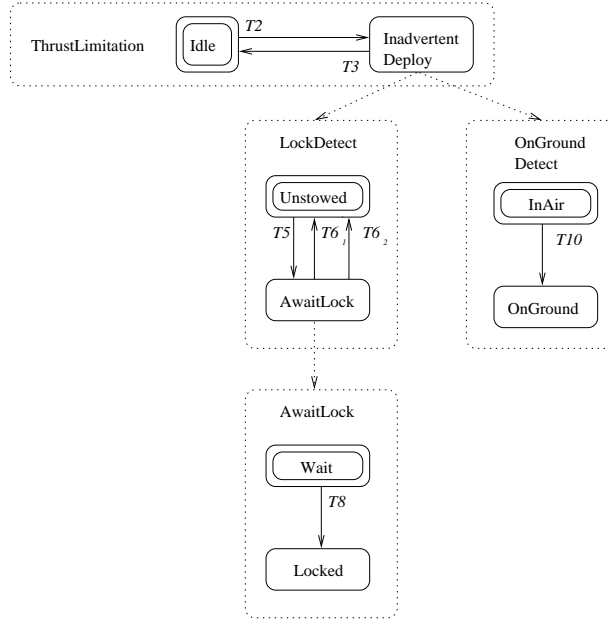 T2
ThrustLimitation
Idle
Inadvertent
Deploy
T3
LockDetect
OnGround
Detect
Unstowed
InAir
T5
T6 1
T6 2
T10
AwaitLock
OnGround
AwaitLock
Wait
T8
Locked